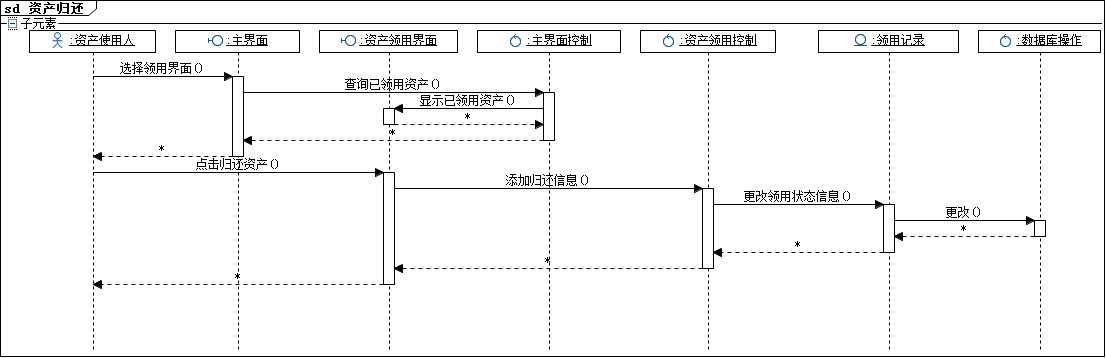 sd 资产归还
子元素
:资产使用人
:主界面
:资产领用界面
:主界面控制
:资产领用控制
:领用记录
:数据库操作
选择领用界面()
查询已领用资产()
显示已领用资产()
*
*
*
点击归还资产()
添加归还信息()
更改领用状态信息()
更改()
*
*
*
*